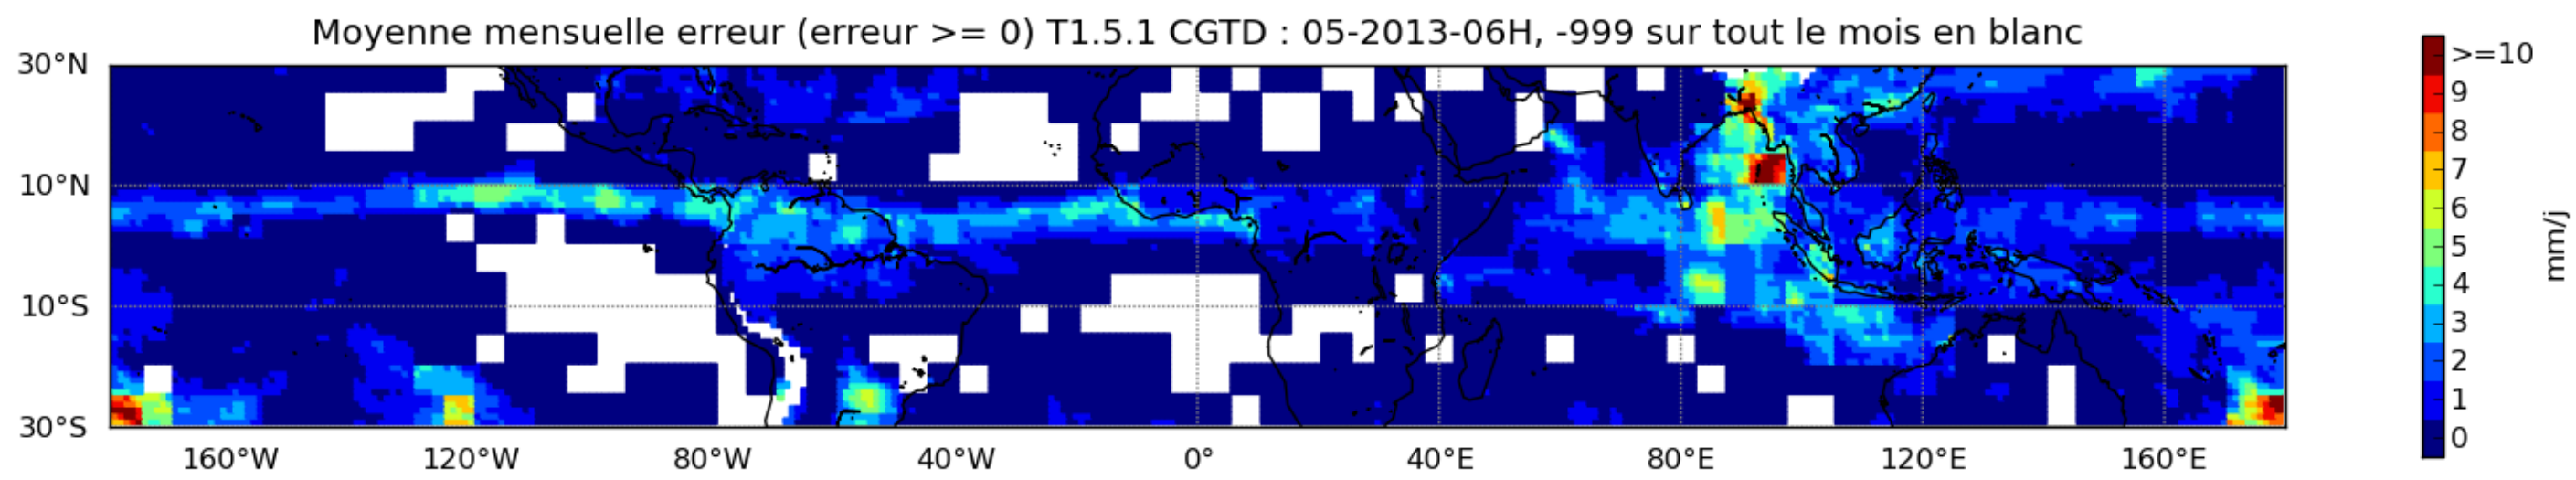 Moyenne mensuelle erreur (erreur >= 0) T1.5.1 CGTD : 05-2013-06H, -999 sur tout le mois en blanc
30°N
10°N
10°S
30°S
160°W 120°W 80°W 40°W 0° 40°E 80°E 120°E 160°E
>=10
9
8
7
6
5
4
3
2
1
0
mm/j